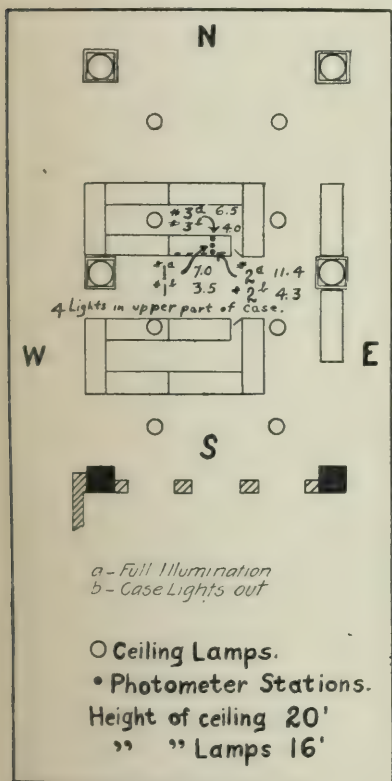 N
*3a 6.5
*3b 4.0
*1a 7.0 *2a 11.4
*1b 3.5 *2b 4.3
4 Lights in upper part of case.
W E
S
a - Full Illumination
b - Case Lights out
○ Ceiling Lamps.
• Photometer Stations.
Height of ceiling 20'
" " Lamps 16'